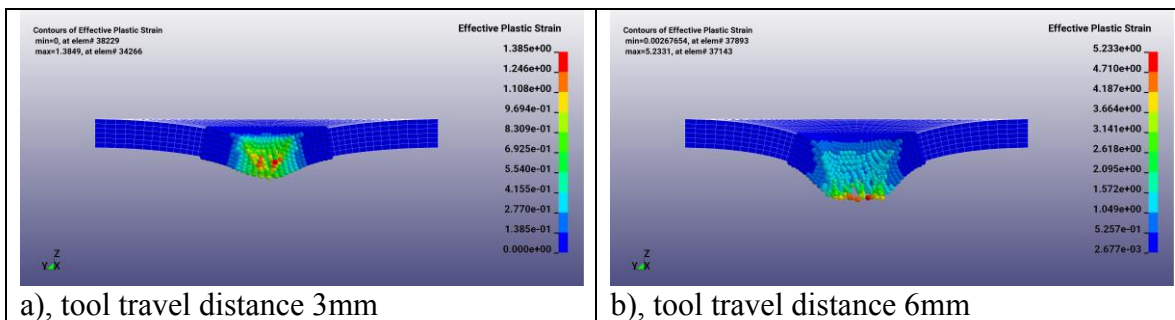 Contours of Effective Plastic Strain
min=0, at elem# 38229
max=1.3849, at elem# 34266
Effective Plastic Strain
1.385e+00
1.246e+00
1.108e+00
9.694e-01
8.309e-01
6.925e-01
5.540e-01
4.155e-01
2.770e-01
1.385e-01
0.000e+00
Z
Y X
a), tool travel distance 3mm
Contours of Effective Plastic Strain
min=0.00267654, at elem# 37893
max=5.2331, at elem# 37143
Effective Plastic Strain
5.233e+00
4.710e+00
4.187e+00
3.664e+00
3.141e+00
2.618e+00
2.095e+00
1.572e+00
1.049e+00
5.257e-01
2.677e-03
Z
Y X
b), tool travel distance 6mm